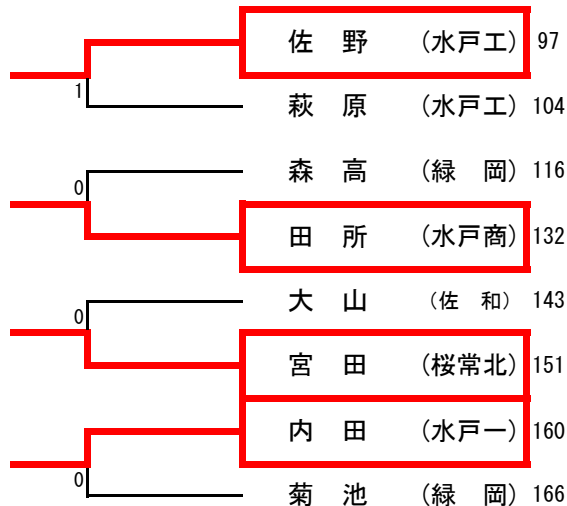 佐 野 (水戸工) 97
1
萩 原 (水戸工) 104
森 高 (緑 岡) 116
0
田 所 (水戸商) 132
大 山 (佐 和) 143
0
宮 田 (桜常北) 151
内 田 (水戸一) 160
0
菊 池 (緑 岡) 166